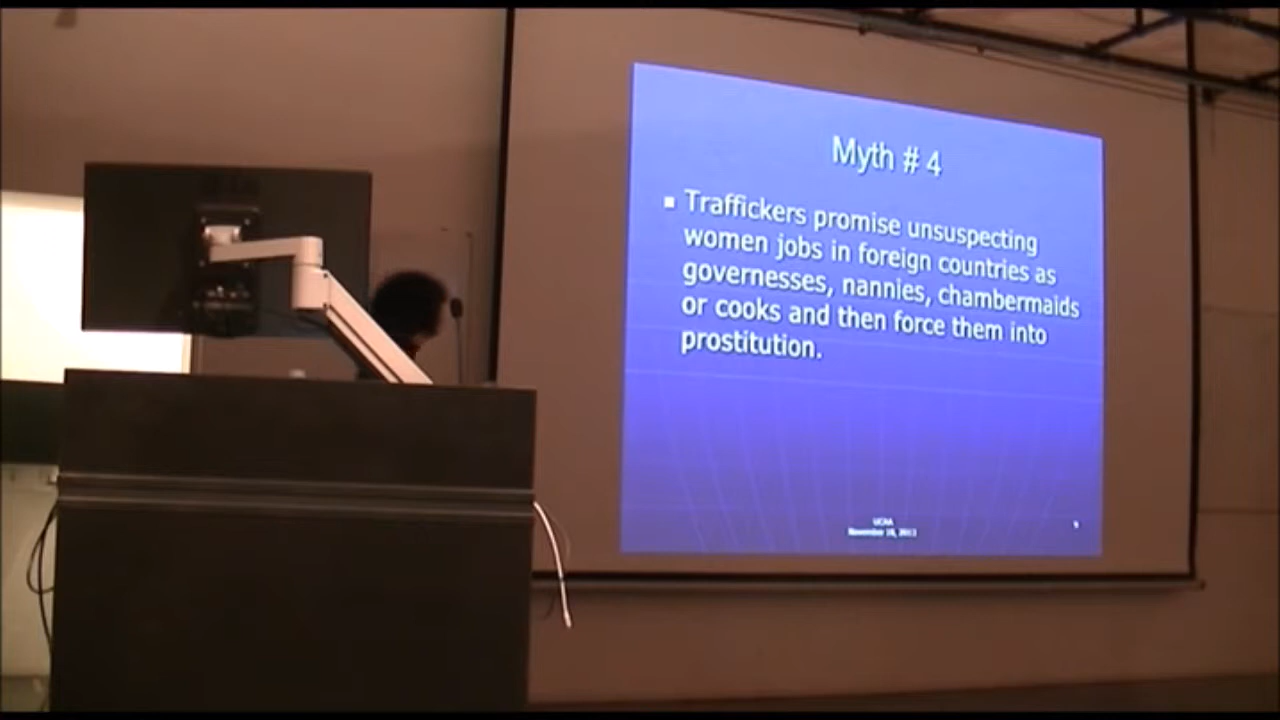 Myth # 4
▪ Traffickers promise unsuspecting
women jobs in foreign countries as
governesses, nannies, chambermaids
or cooks and then force them into
prostitution.
UCAA